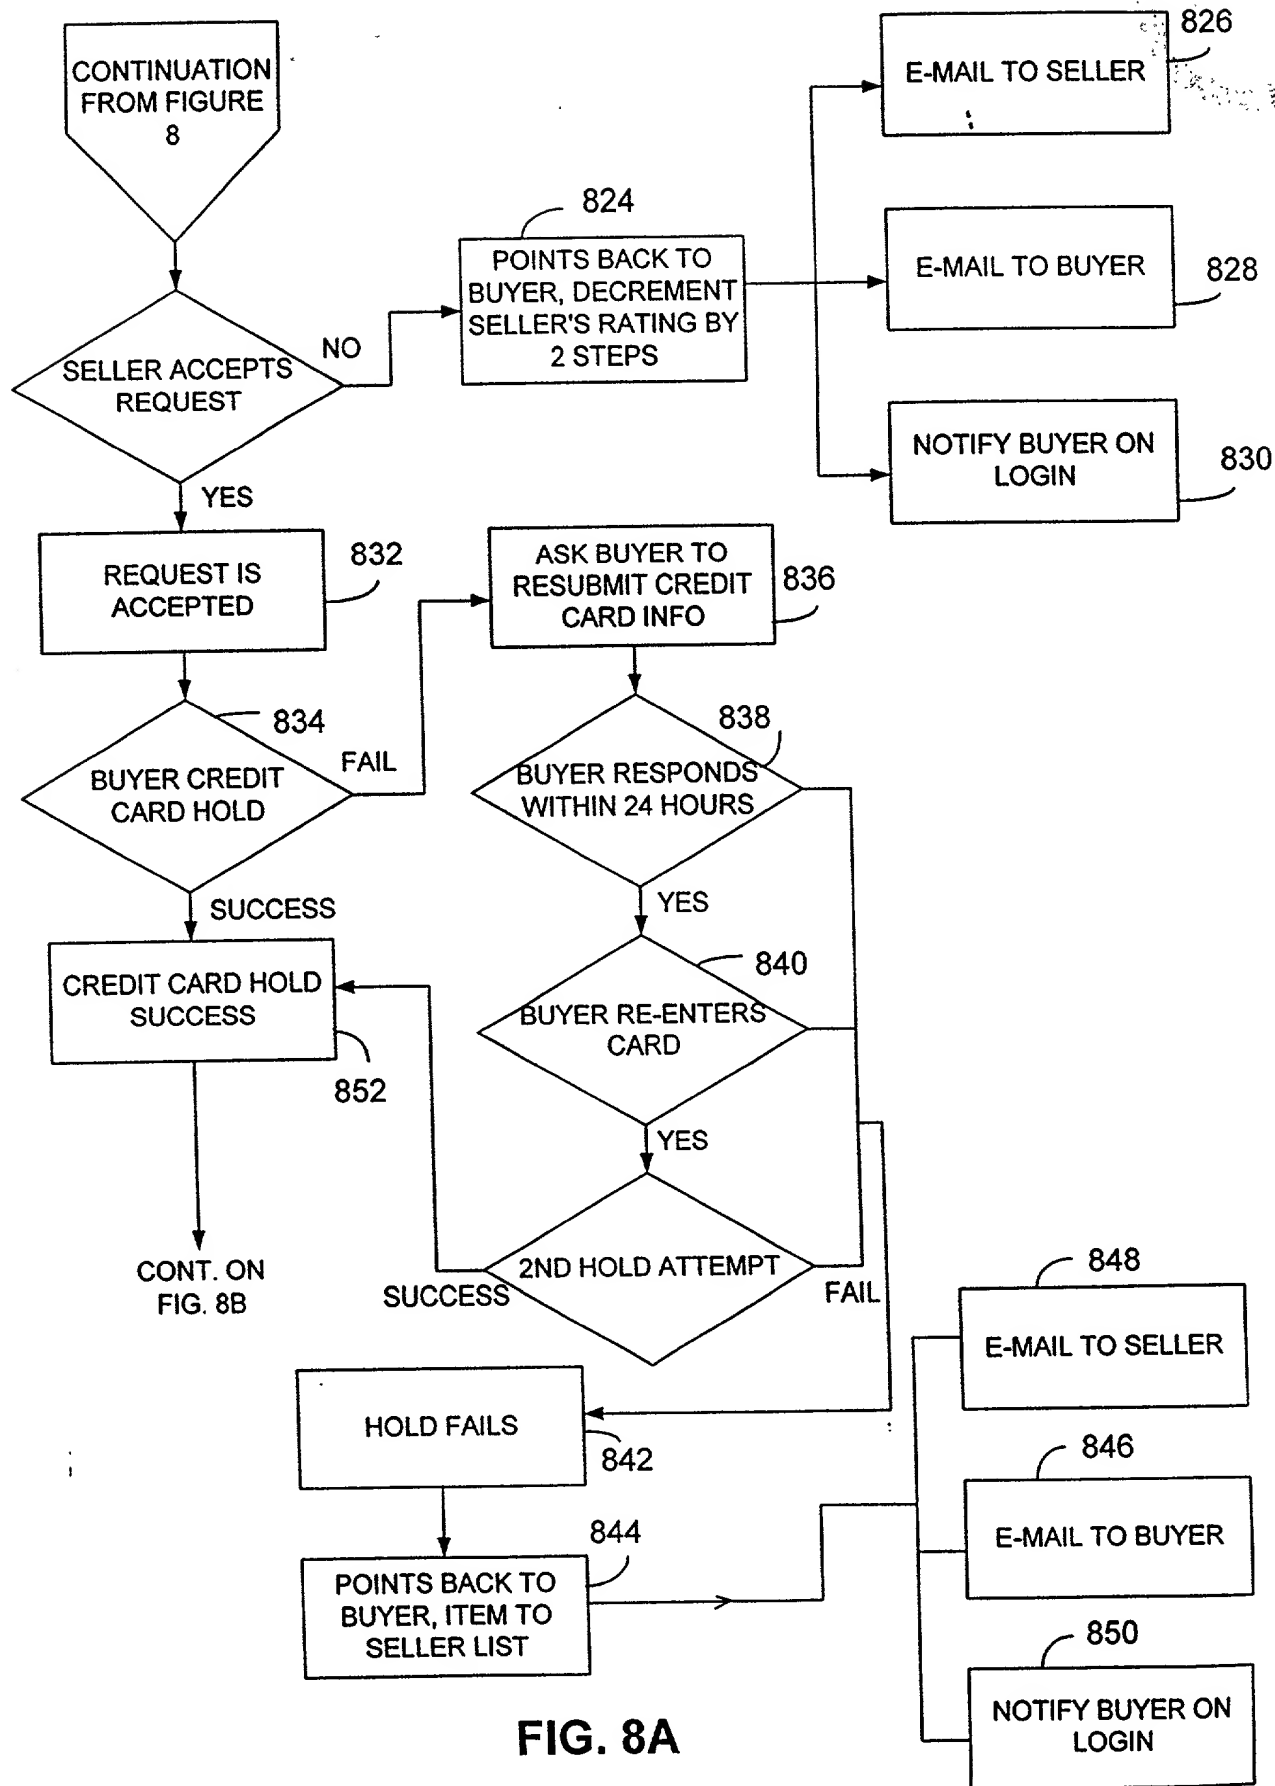 CONTINUATION
FROM FIGURE
8
826
E-MAIL TO SELLER
824
POINTS BACK TO
BUYER, DECREMENT
SELLER'S RATING BY
2 STEPS
E-MAIL TO BUYER
828
SELLER ACCEPTS
REQUEST
NO
NOTIFY BUYER ON
LOGIN
830
YES
REQUEST IS
ACCEPTED
832
ASK BUYER TO
RESUBMIT CREDIT
CARD INFO
836
834
BUYER CREDIT
CARD HOLD
FAIL
838
BUYER RESPONDS
WITHIN 24 HOURS
SUCCESS
YES
CREDIT CARD HOLD
SUCCESS
852
840
BUYER RE-ENTERS
CARD
YES
CONT. ON
FIG. 8B
2ND HOLD ATTEMPT
SUCCESS
FAIL
848
E-MAIL TO SELLER
HOLD FAILS
842
846
E-MAIL TO BUYER
844
POINTS BACK TO
BUYER, ITEM TO
SELLER LIST
850
NOTIFY BUYER ON
LOGIN
FIG. 8A